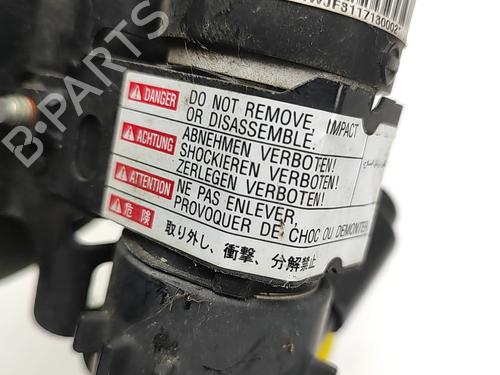 DANGER
DO NOT REMOVE, IMPACT
OR DISASSEMBLE.
ACHTUNG
ABNEHMEN VERBOTEN!
SHOCKIEREN VERBOTEN!
ZERLEGEN VERBOTEN!
ATTENTION
NE PAS ENLEVER,
PROVOQUER DE CHOC OU DEMONTER
危険
取り外し、衝撃、分解禁止
B-PARTS